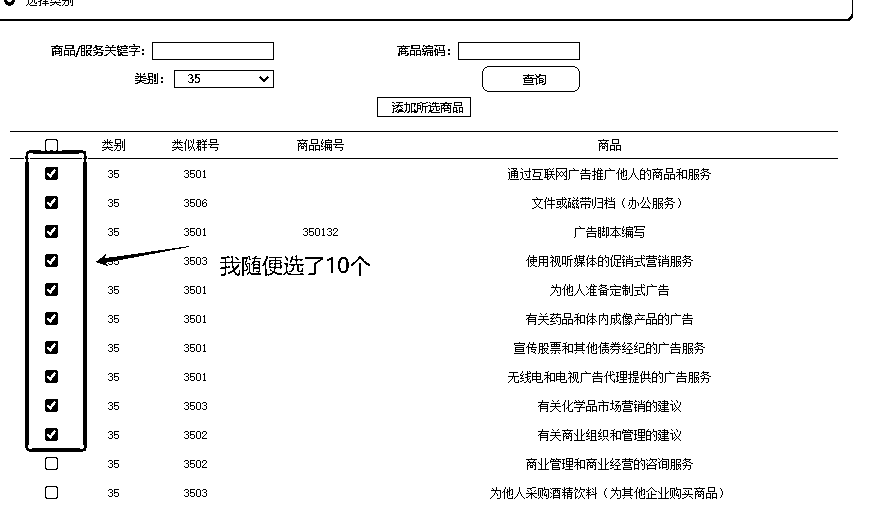 选择类别
商品/服务关键字： 商品编码：
类别： 35 查询
添加所选商品
类别 类似群号 商品编号 商品
35 3501 通过互联网广告推广他人的商品和服务
35 3506 文件或磁带归档（办公服务）
35 3501 350132 广告脚本编写
35 3503 使用视听媒体的促销式营销服务
我随便选了10个
35 3501 为他人准备定制式广告
35 3501 有关药品和体内成像产品的广告
35 3501 宣传股票和其他债券经纪的广告服务
35 3501 无线电和电视广告代理提供的广告服务
35 3503 有关化学品市场营销的建议
35 3502 有关商业组织和管理的建议
35 3502 商业管理和商业经营的咨询服务
35 3503 为他人采购酒精饮料（为其他企业购买商品）